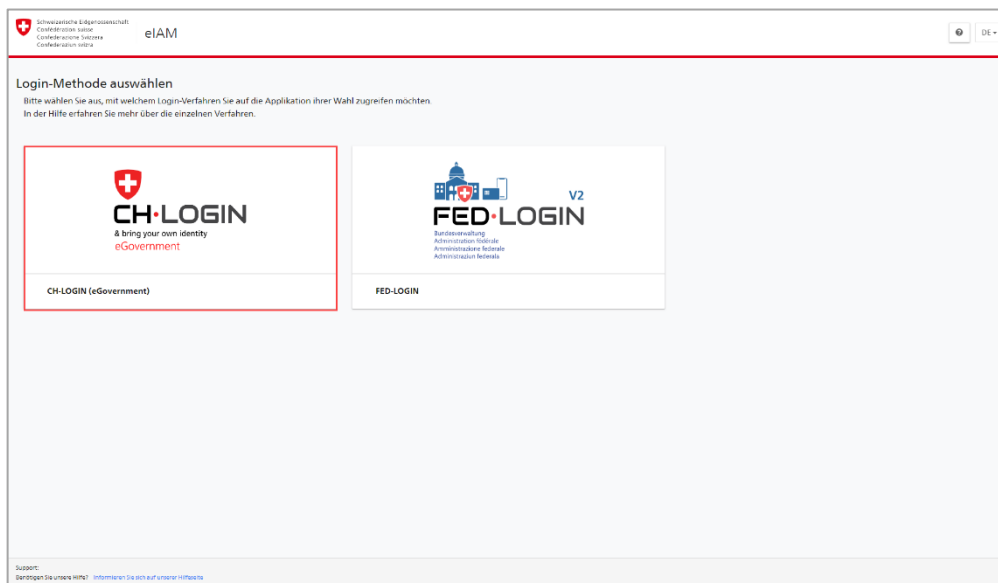 Schweizerische Eidgenossenschaft
Confédération suisse
Confederazione Svizzera
Confederaziun svizra
eIAM
DE
Login-Methode auswählen
Bitte wählen Sie aus, mit welchem Login-Verfahren Sie auf die Applikation ihrer Wahl zugreifen möchten.
In der Hilfe erfahren Sie mehr über die einzelnen Verfahren.
CH·LOGIN
& bring your own identity
eGovernment
CH-LOGIN (eGovernment)
V2
FED·LOGIN
Bundesverwaltung
Administration fédérale
Amministrazione federale
Administraziun federala
FED-LOGIN
Support:
Benötigen Sie unsere Hilfe? Informieren Sie sich auf unserer Hilfeseite